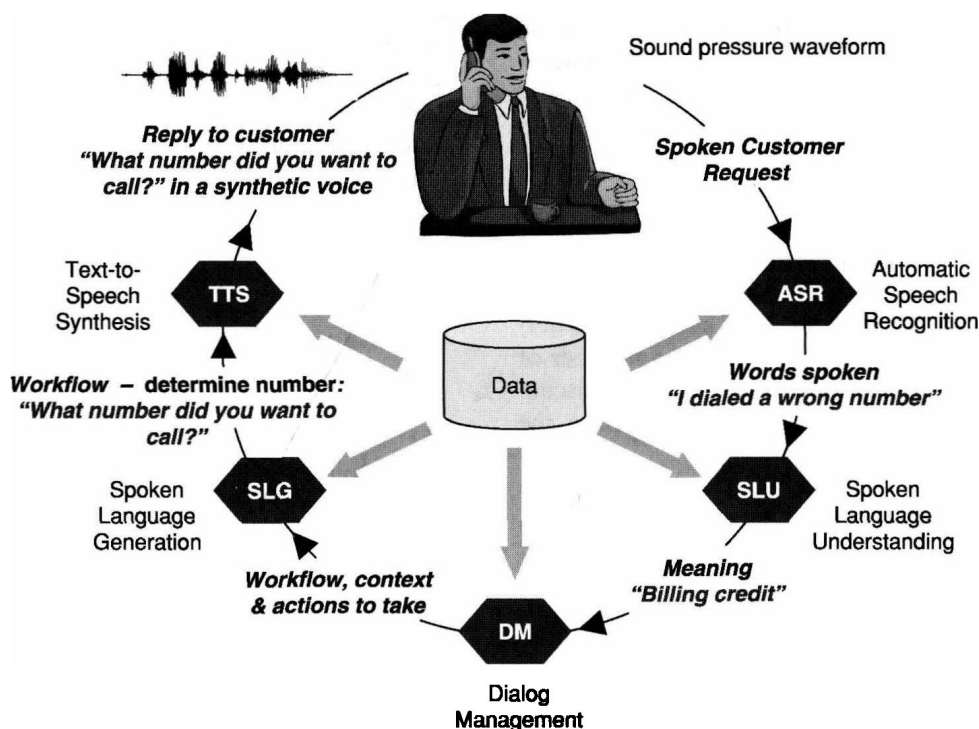 Sound pressure waveform
Spoken Customer
Request
ASR
Automatic
Speech
Recognition
Words spoken
“I dialed a wrong number”
SLU
Spoken
Language
Understanding
Meaning
“Billing credit”
DM
Dialog
Management
Workflow, context
& actions to take
SLG
Spoken
Language
Generation
Workflow – determine number:
“What number did you want to
call?”
TTS
Text-to-
Speech
Synthesis
Reply to customer
“What number did you want to
call?” in a synthetic voice
Data